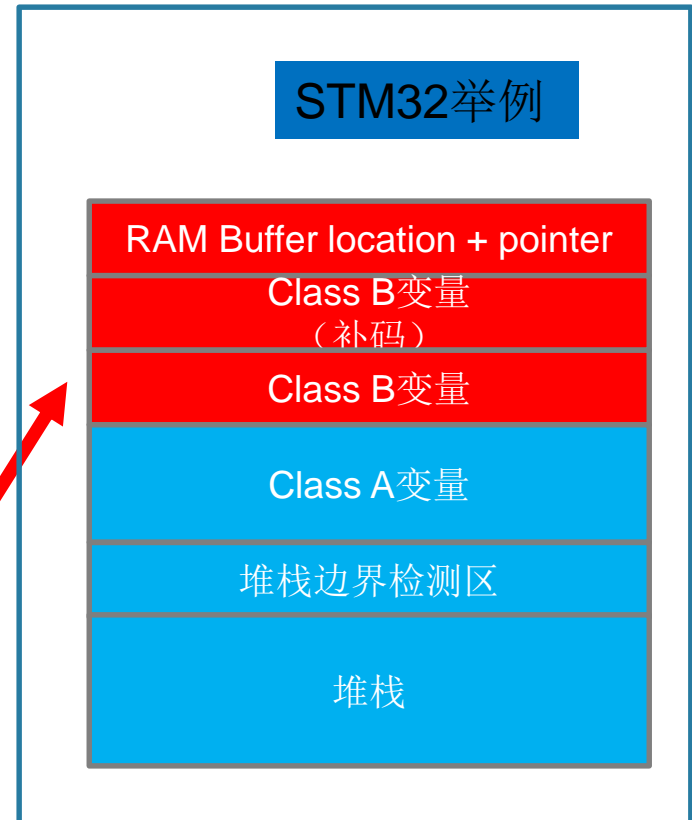 STM32举例
RAM Buffer location + pointer
Class B变量
（补码）
Class B变量
Class A变量
堆栈边界检测区
堆栈